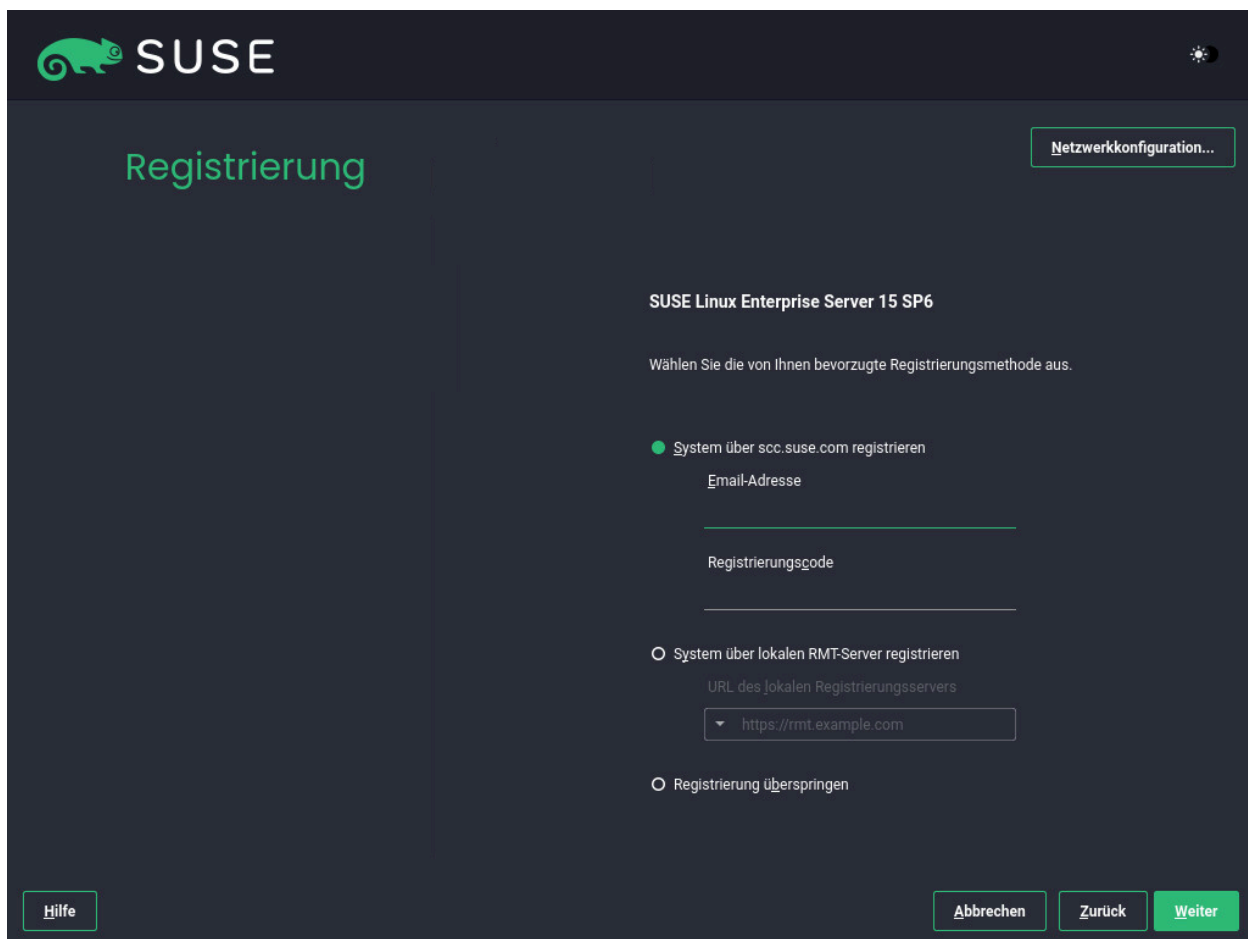 SUSE
Netzwerkkonfiguration...
Registrierung
SUSE Linux Enterprise Server 15 SP6
Wählen Sie die von Ihnen bevorzugte Registrierungsmethode aus.
System über scc.suse.com registrieren
Email-Adresse
Registrierungscode
System über lokalen RMT-Server registrieren
URL des lokalen Registrierungsservers
https://rmt.example.com
Registrierung überspringen
Hilfe
Abbrechen
Zurück
Weiter